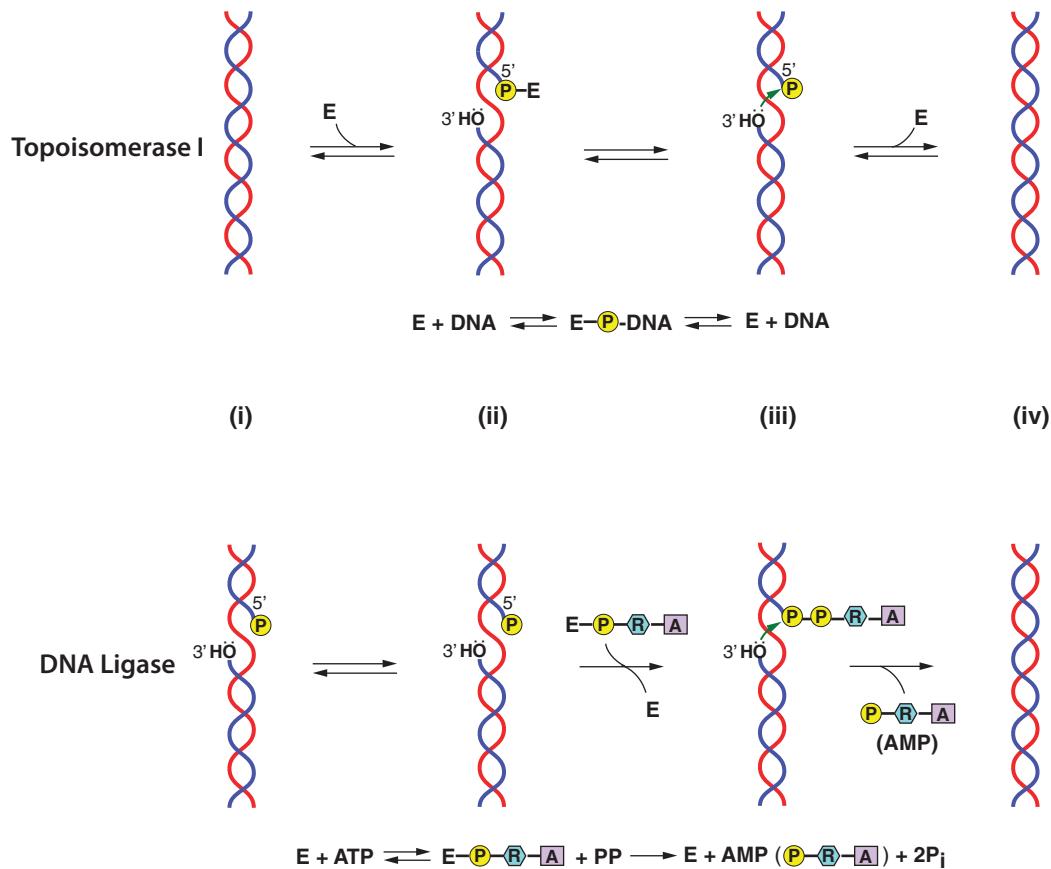 5'
P–E
3' HÖ
5'
P
3' HÖ
E
E
Topoisomerase I
E + DNA ⇌ E–P-DNA ⇌ E + DNA
(i) (ii) (iii) (iv)
5'
P
3' HÖ
5'
P
3' HÖ
E–P–R–A
E
P–P–R–A
3' HÖ
DNA Ligase
P–R–A
(AMP)
E + ATP ⇌ E–P–R–A + PP → E + AMP (P–R–A) + 2Pi